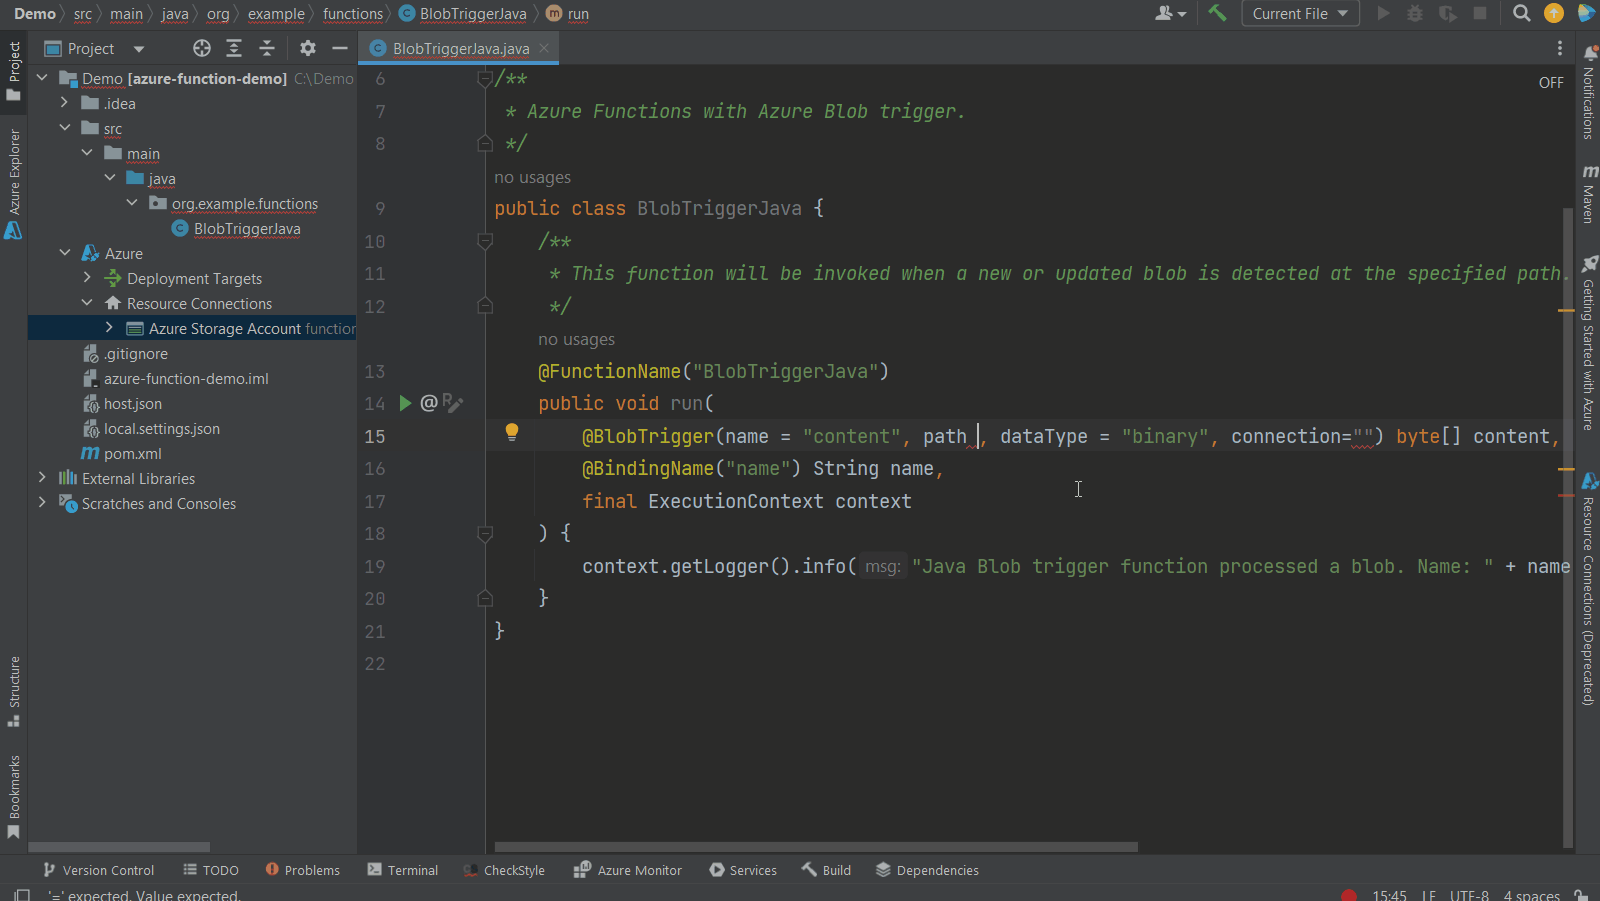 Demo src main java org example functions BlobTriggerJava run
Current File
Project
BlobTriggerJava.java
Project
Azure Explorer
Structure
Bookmarks
Demo [azure-function-demo] C:\Demo
.idea
src
main
java
org.example.functions
BlobTriggerJava
Azure
Deployment Targets
Resource Connections
Azure Storage Account function
.gitignore
azure-function-demo.iml
host.json
local.settings.json
pom.xml
External Libraries
Scratches and Consoles
OFF
6 /**
7 * Azure Functions with Azure Blob trigger.
8 */
no usages
9 public class BlobTriggerJava {
10 /**
11 * This function will be invoked when a new or updated blob is detected at the specified path.
12 */
no usages
13 @FunctionName("BlobTriggerJava")
14 public void run(
15 @BlobTrigger(name = "content", path , dataType = "binary", connection="") byte[] content,
16 @BindingName("name") String name,
17 final ExecutionContext context
18 ) {
19 context.getLogger().info( msg: "Java Blob trigger function processed a blob. Name: " + name
20 }
21 }
22
Notifications
Maven
Getting Started with Azure
Resource Connections (Deprecated)
Version Control TODO Problems Terminal CheckStyle Azure Monitor Services Build Dependencies
'=' expected. Value expected. 15:45 LF UTF-8 4 spaces